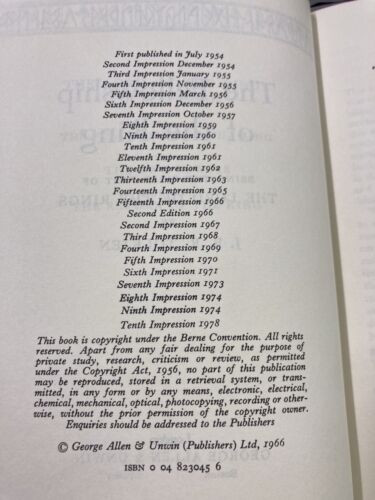 First published in July 1954
Second Impression December 1954
Third Impression January 1955
Fourth Impression November 1955
Fifth Impression March 1956
Sixth Impression December 1956
Seventh Impression October 1957
Eighth Impression 1959
Ninth Impression 1960
Tenth Impression 1961
Eleventh Impression 1961
Twelfth Impression 1962
Thirteenth Impression 1963
Fourteenth Impression 1965
Fifteenth Impression 1966
Second Edition 1966
Second Impression 1967
Third Impression 1968
Fourth Impression 1969
Fifth Impression 1970
Sixth Impression 1971
Seventh Impression 1973
Eighth Impression 1974
Ninth Impression 1974
Tenth Impression 1978
This book is copyright under the Berne Convention. All rights
reserved. Apart from any fair dealing for the purpose of
private study, research, criticism or review, as permitted
under the Copyright Act, 1956, no part of this publication
may be reproduced, stored in a retrieval system, or trans-
mitted, in any form or by any means, electronic, electrical,
chemical, mechanical, optical, photocopying, recording or other-
wise, without the prior permission of the copyright owner.
Enquiries should be addressed to the Publishers
© George Allen & Unwin (Publishers) Ltd, 1966
ISBN 0 04 823045 6